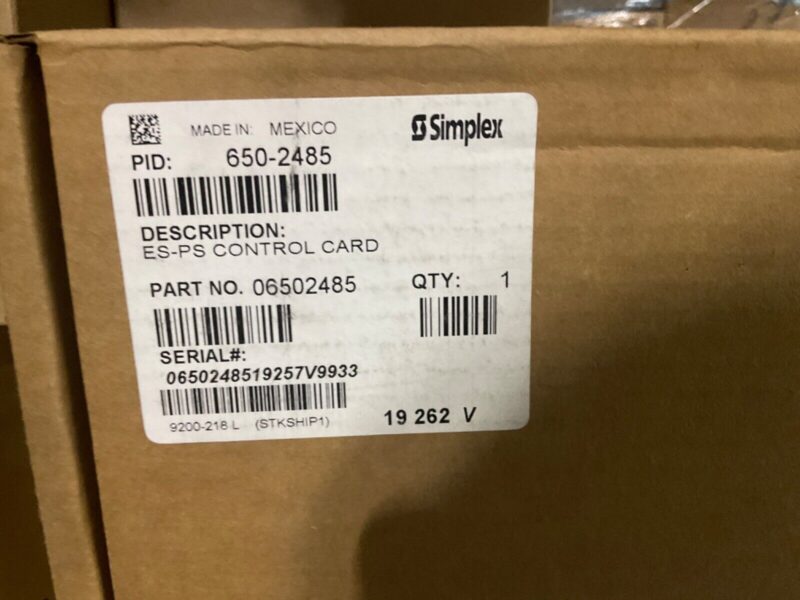 MADE IN: MEXICO
Simplex
PID: 650-2485
DESCRIPTION:
ES-PS CONTROL CARD
PART NO. 06502485
QTY: 1
SERIAL#:
0650248519257V9933
9200-218 L (STKSHIP1)
19 262 V